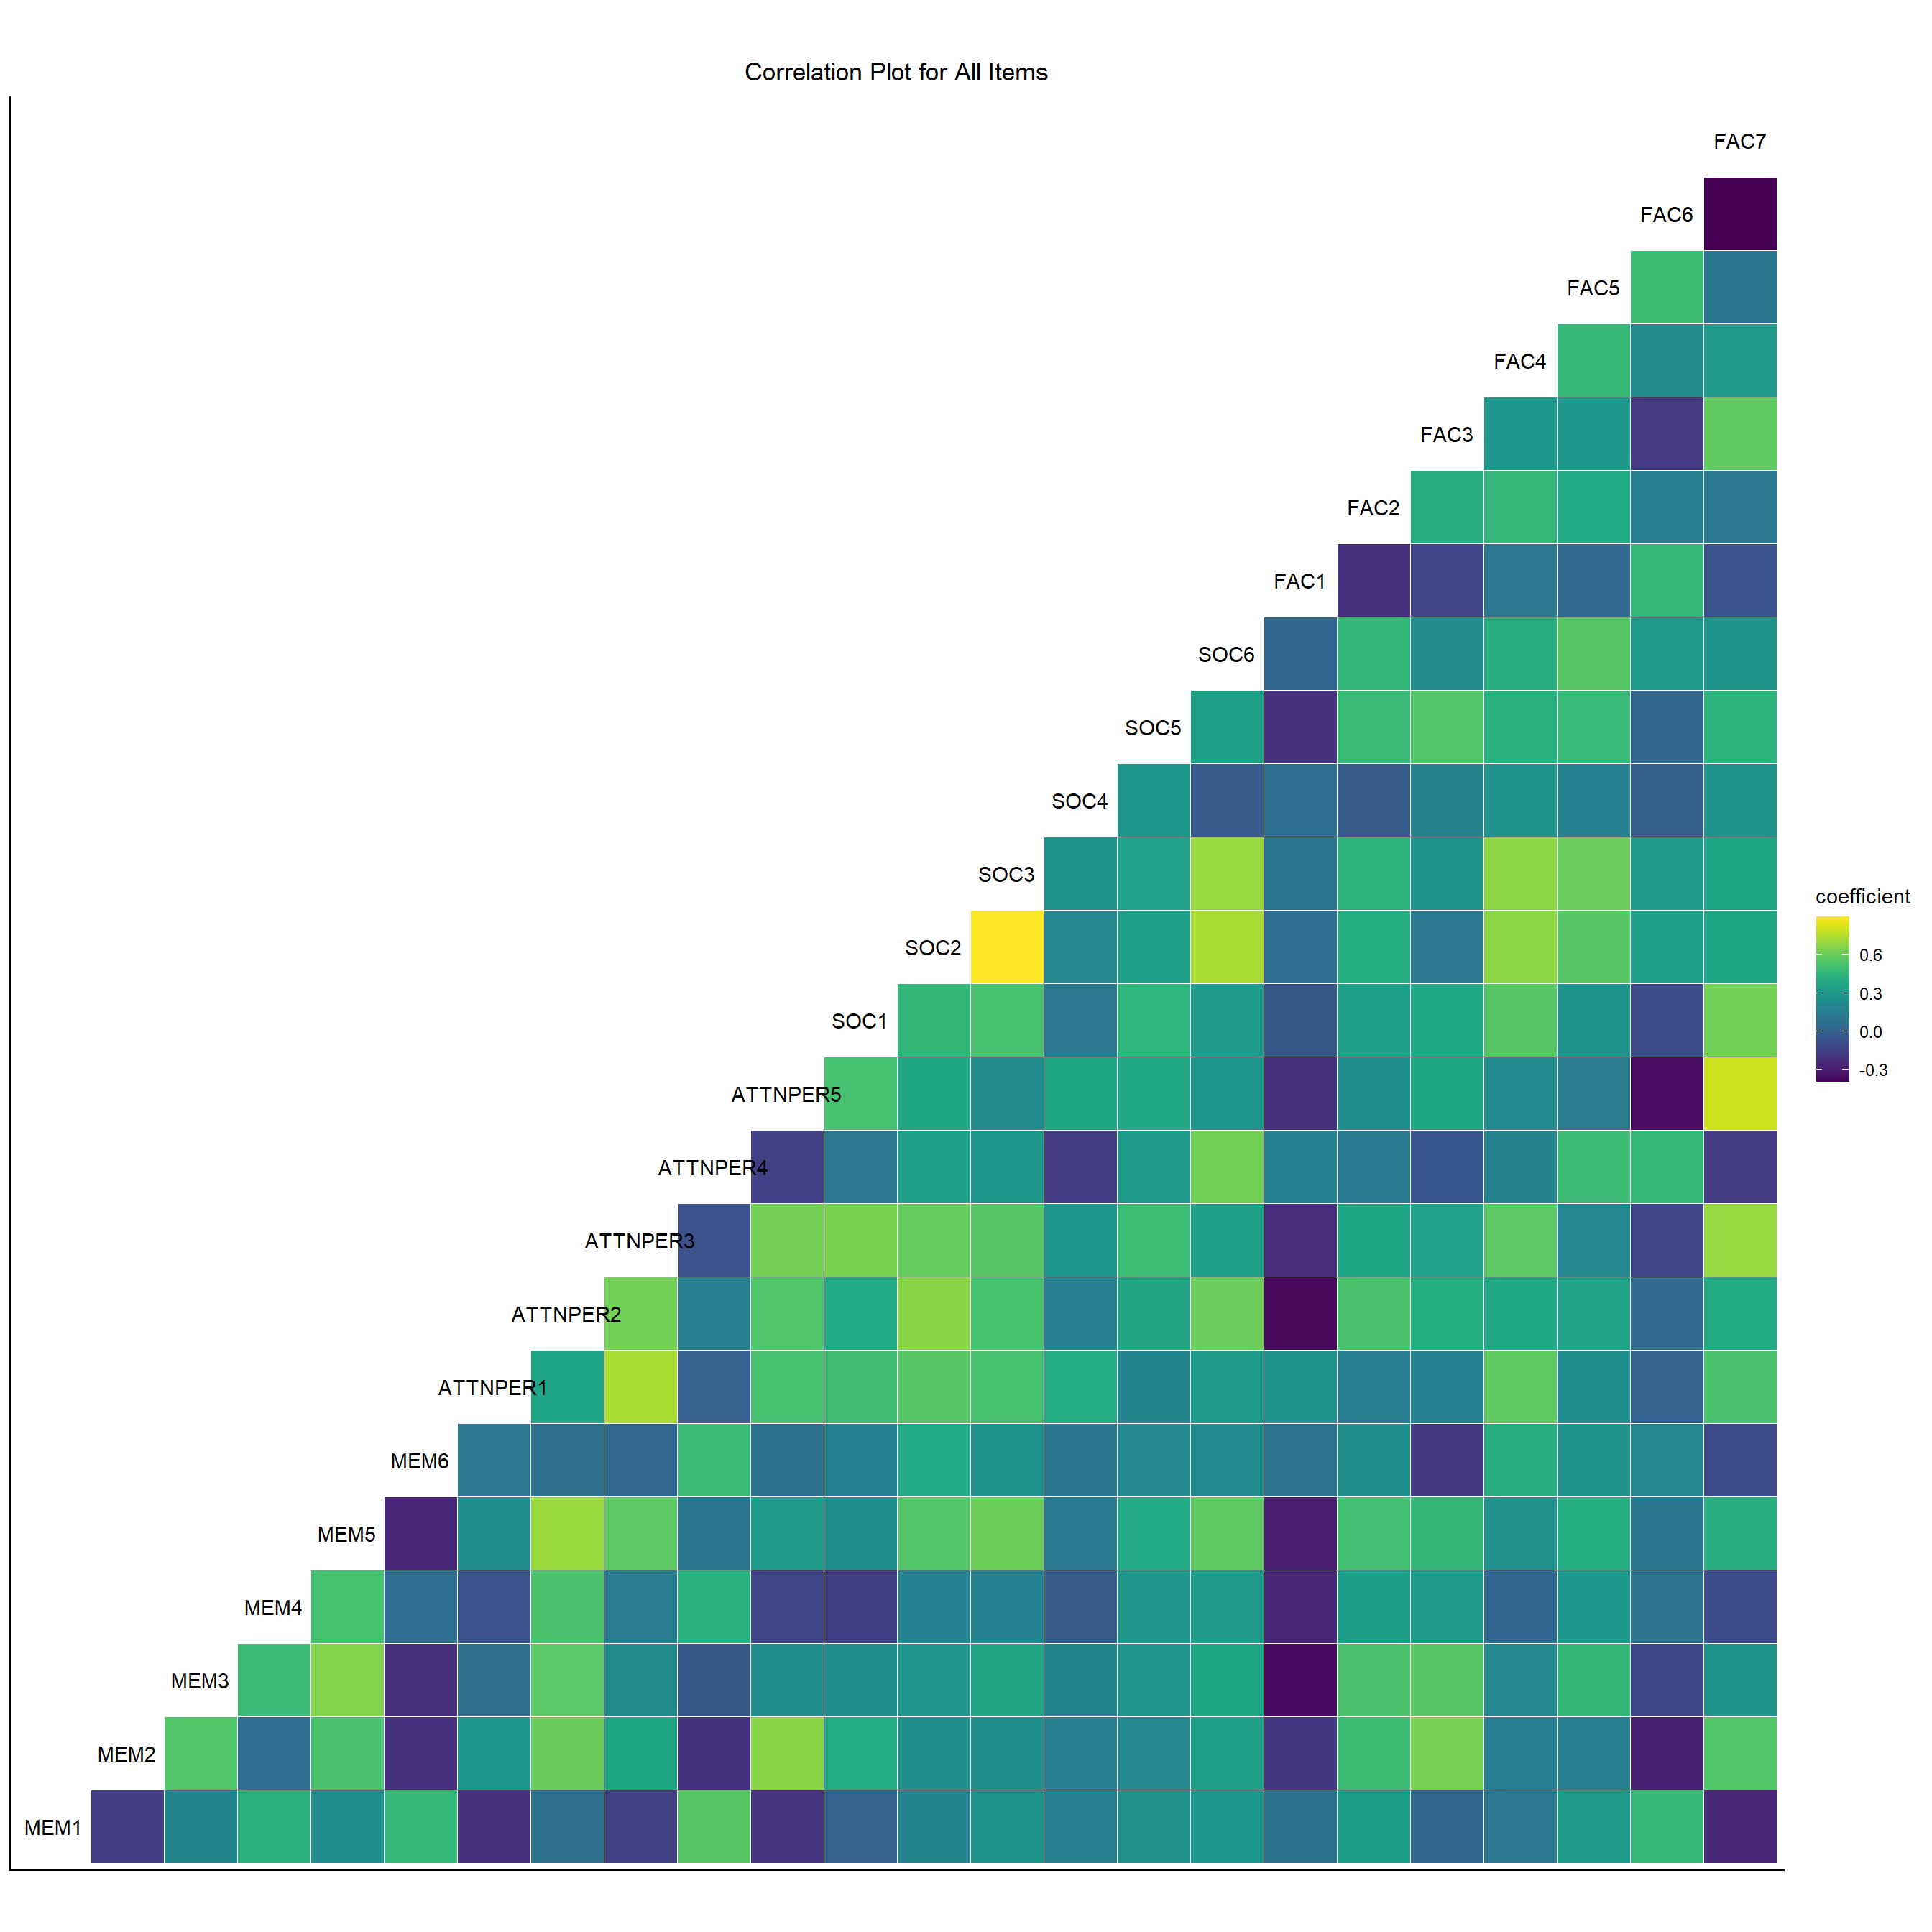 Correlation Plot for All Items
FAC7
FAC6
FAC5
FAC4
FAC3
FAC2
FAC1
SOC6
SOC5
SOC4
SOC3
coefficient
SOC2
0.6
0.3
SOC1
0.0
-0.3
ATTNPER5
ATTNPER4
ATTNPER3
ATTNPER2
ATTNPER1
MEM6
MEM5
MEM4
MEM3
MEM2
MEM1